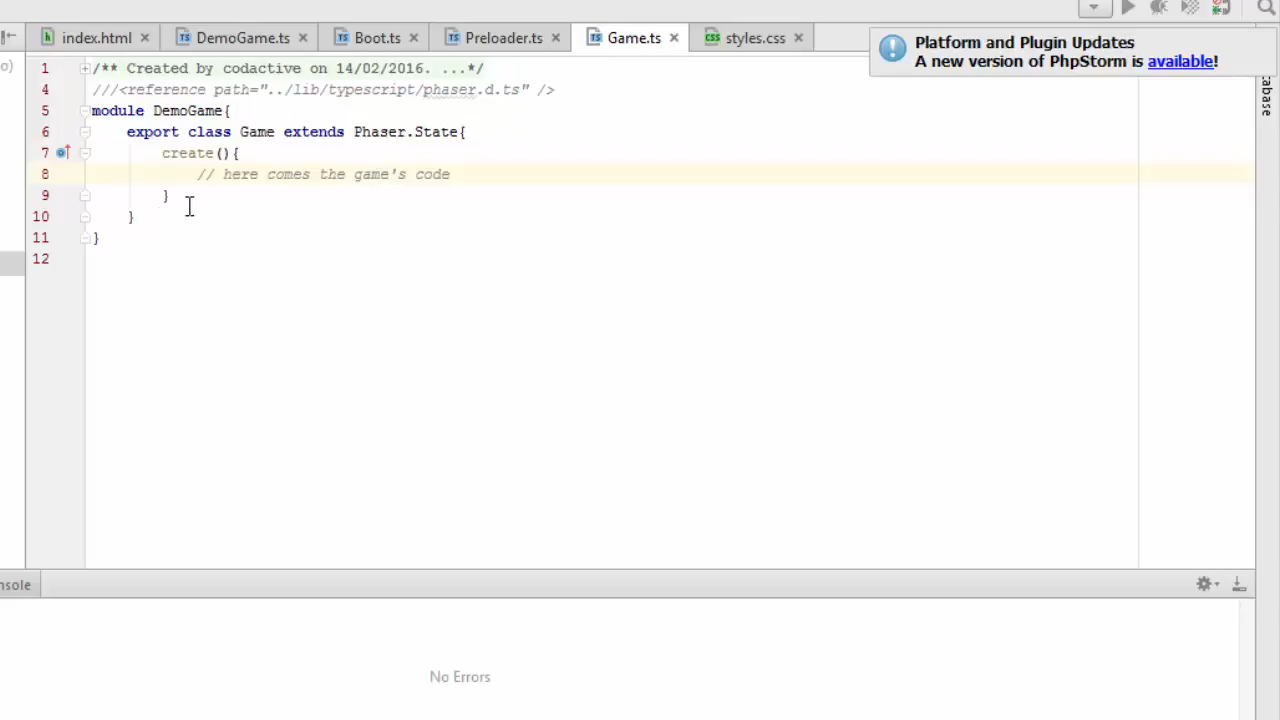 index.html
DemoGame.ts
Boot.ts
Preloader.ts
Game.ts
styles.css
Platform and Plugin Updates
A new version of PhpStorm is available!
o)
abase
1 /** Created by codactive on 14/02/2016. ...*/
4 ///<reference path="../lib/typescript/phaser.d.ts" />
5 module DemoGame{
6 export class Game extends Phaser.State{
7 create(){
8 // here comes the game's code
9 }
10 }
11 }
12
nsole
No Errors